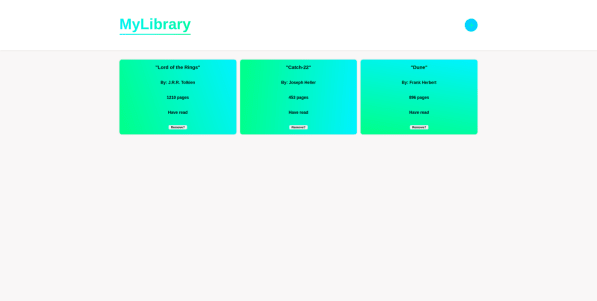 MyLibrary
"Lord of the Rings"
By: J.R.R. Tolkien
1216 pages
Have read
Remove?
"Catch-22"
By: Joseph Heller
453 pages
Have read
Remove?
"Dune"
By: Frank Herbert
896 pages
Have read
Remove?